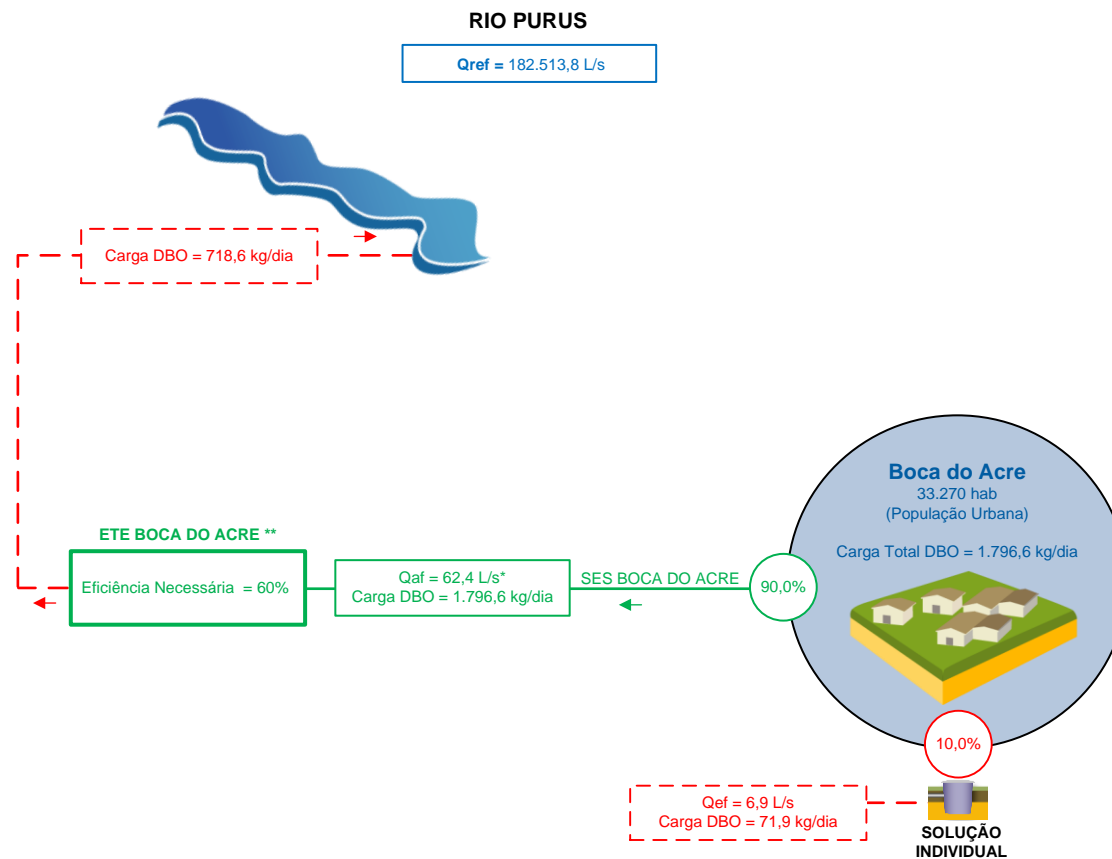 RIO PURUS
Qref = 182.513,8 L/s
Carga DBO = 718,6 kg/dia
Boca do Acre
33.270 hab
(População Urbana)
Carga Total DBO = 1.796,6 kg/dia
ETE BOCA DO ACRE **
Eficiência Necessária = 60%
Qaf = 62,4 L/s*
Carga DBO = 1.796,6 kg/dia
SES BOCA DO ACRE
90,0%
10,0%
Qef = 6,9 L/s
Carga DBO = 71,9 kg/dia
SOLUÇÃO
INDIVIDUAL